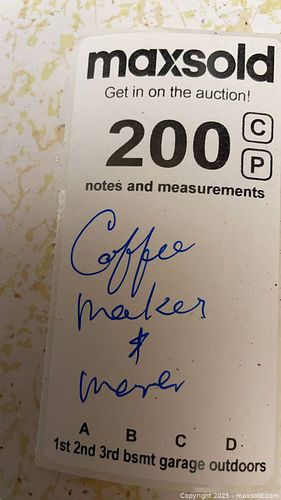 maxsold
Get in on the auction!
200 C
P
notes and measurements
Coffee
maker
&
A B C D
1st 2nd 3rd bsmt garage outdoors
Copyright © 2025 - maxsold.com